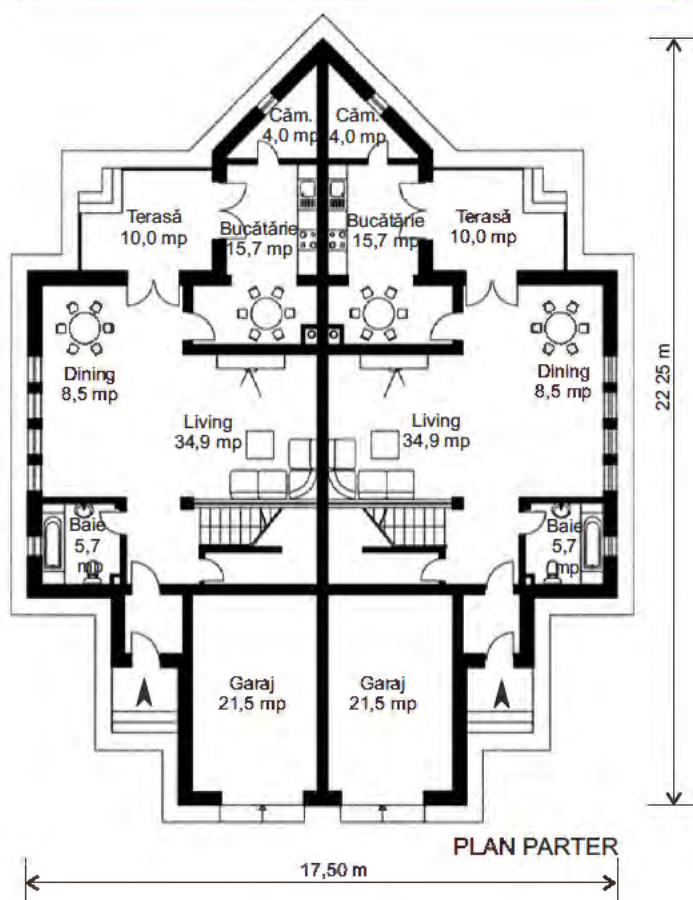 Căm.
4,0 mp
Căm.
4,0 mp
Terasă
10,0 mp
Bucătărie
15,7 mp
Bucătărie
15,7 mp
Terasă
10,0 mp
Dining
8,5 mp
Dining
8,5 mp
Living
34,9 mp
Living
34,9 mp
22 25 m
Baie
5,7
mp
Baie
5,7
mp
Garaj
21,5 mp
Garaj
21,5 mp
PLAN PARTER
17,50 m